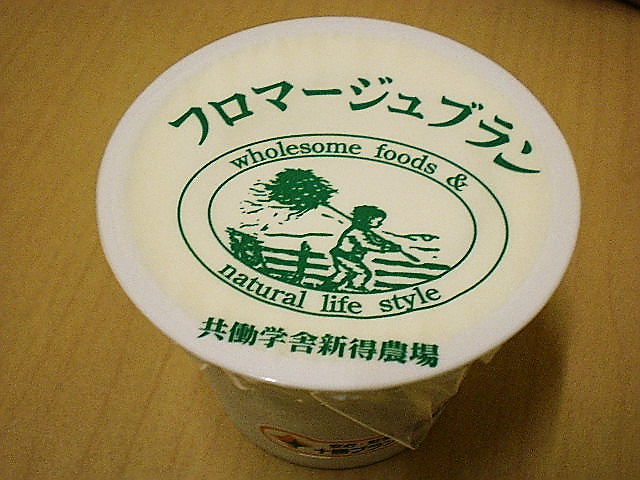 フロマージュブラン
wholesome foods &
natural life style
共働学舎新得農場